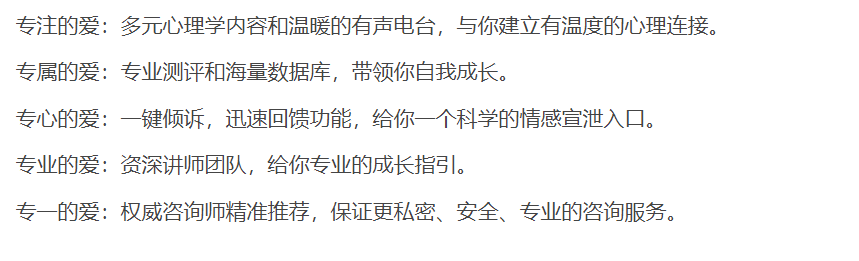 专注的爱：多元心理学内容和温暖的有声电台，与你建立有温度的心理连接。
专属的爱：专业测评和海量数据库，带领你自我成长。
专心的爱：一键倾诉，迅速回馈功能，给你一个科学的情感宣泄入口。
专业的爱：资深讲师团队，给你专业的成长指引。
专一的爱：权威咨询师精准推荐，保证更私密、安全、专业的咨询服务。